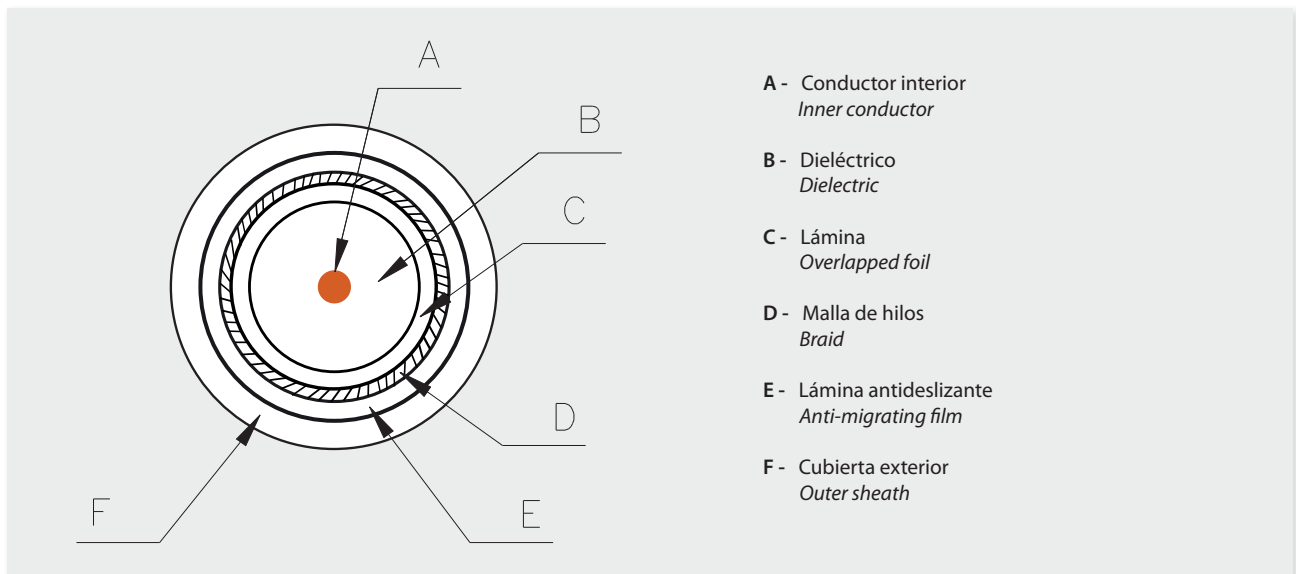 A
B
C
D
E
F
A - Conductor interior
Inner conductor
B - Dieléctrico
Dielectric
C - Lámina
Overlapped foil
D - Malla de hilos
Braid
E - Lámina antideslizante
Anti-migrating film
F - Cubierta exterior
Outer sheath